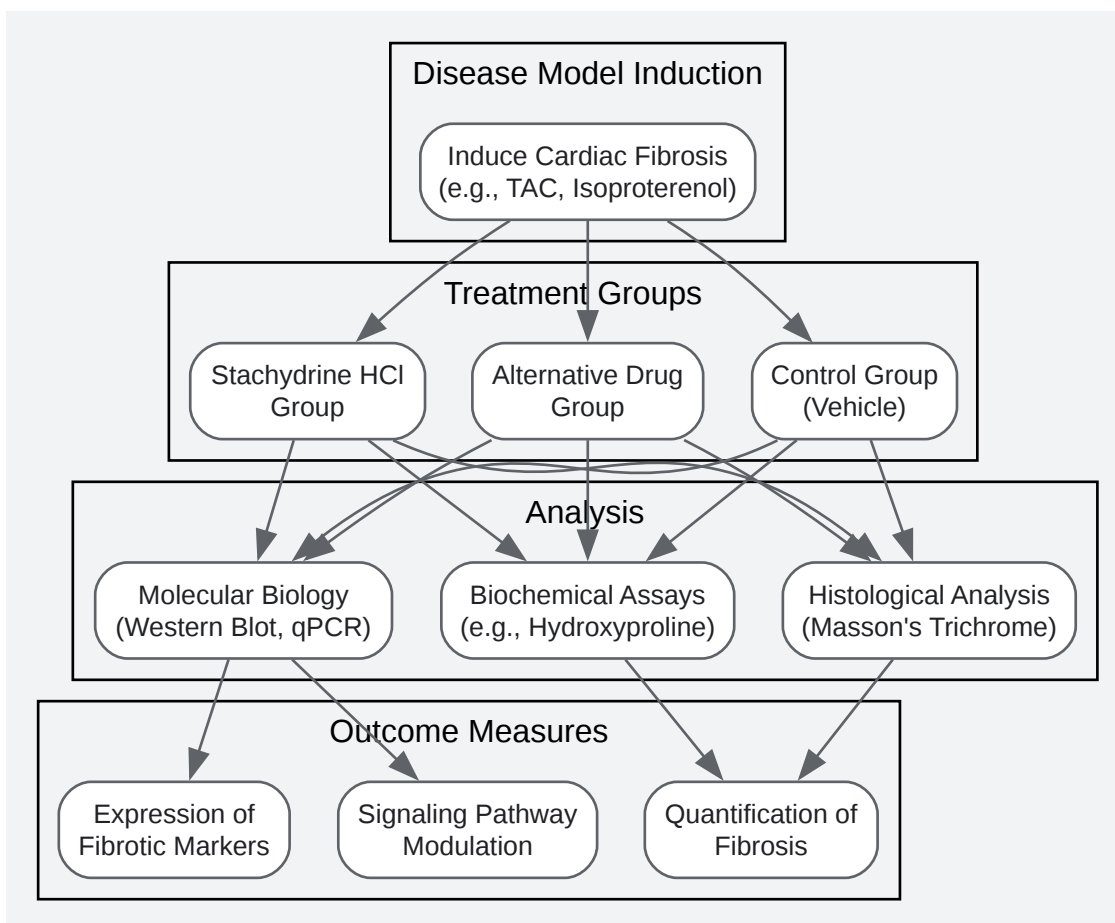 Disease Model Induction
Induce Cardiac Fibrosis
(e.g., TAC, Isoproterenol)
Treatment Groups
Stachydrine HCl
Group
Alternative Drug
Group
Control Group
(Vehicle)
Analysis
Molecular Biology
(Western Blot, qPCR)
Biochemical Assays
(e.g., Hydroxyproline)
Histological Analysis
(Masson's Trichrome)
Outcome Measures
Expression of
Fibrotic Markers
Signaling Pathway
Modulation
Quantification of
Fibrosis